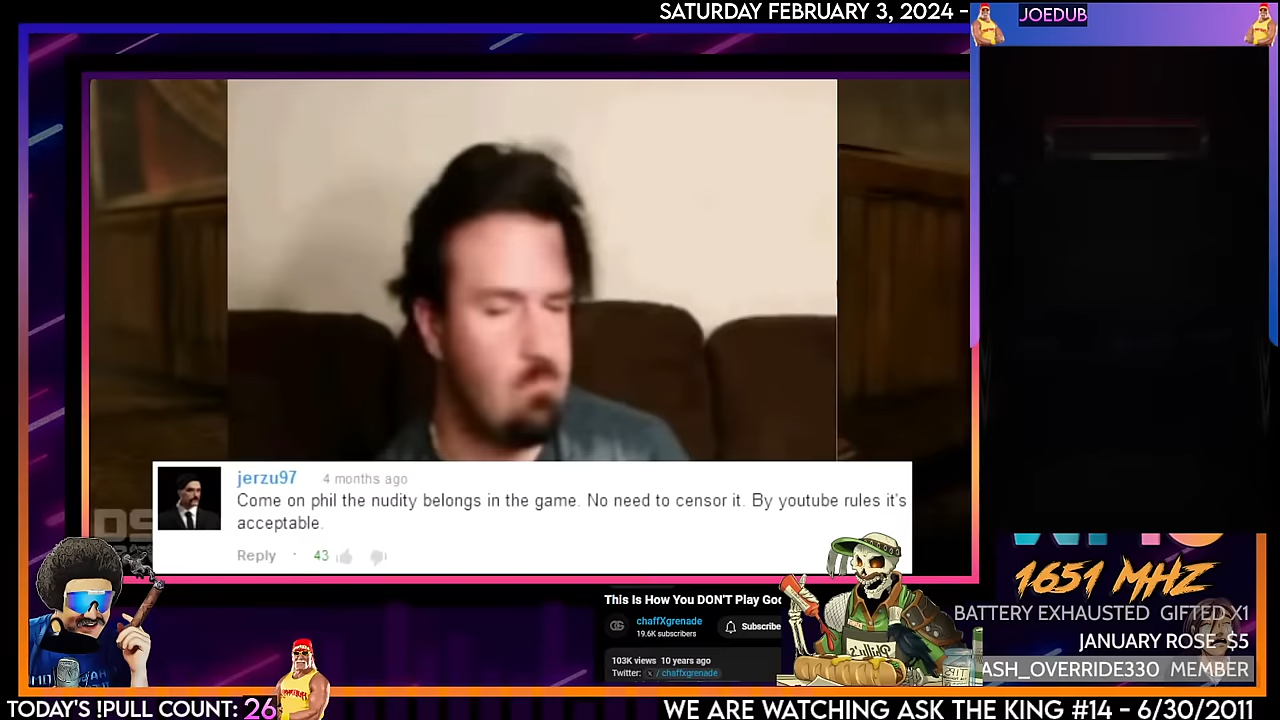 SATURDAY FEBRUARY 3, 2024 -
JOEDUB
jerzu97 4 months ago
Come on phil the nudity belongs in the game. No need to censor it. By youtube rules it's
acceptable.
Reply · 43
DS
This Is How You DON'T Play Go
chaffXgrenade
19.6K subscribers
Subscribe
103K views 10 years ago
Twitter: X / chaffxgrenade
Phillu's
1651 MHZ
BATTERY EXHAUSTED GIFTED X1
JANUARY ROSE $5
ASH_OVERRIDE330 MEMBER
TODAY'S !PULL COUNT: 26
WE ARE WATCHING ASK THE KING #14 - 6/30/2011